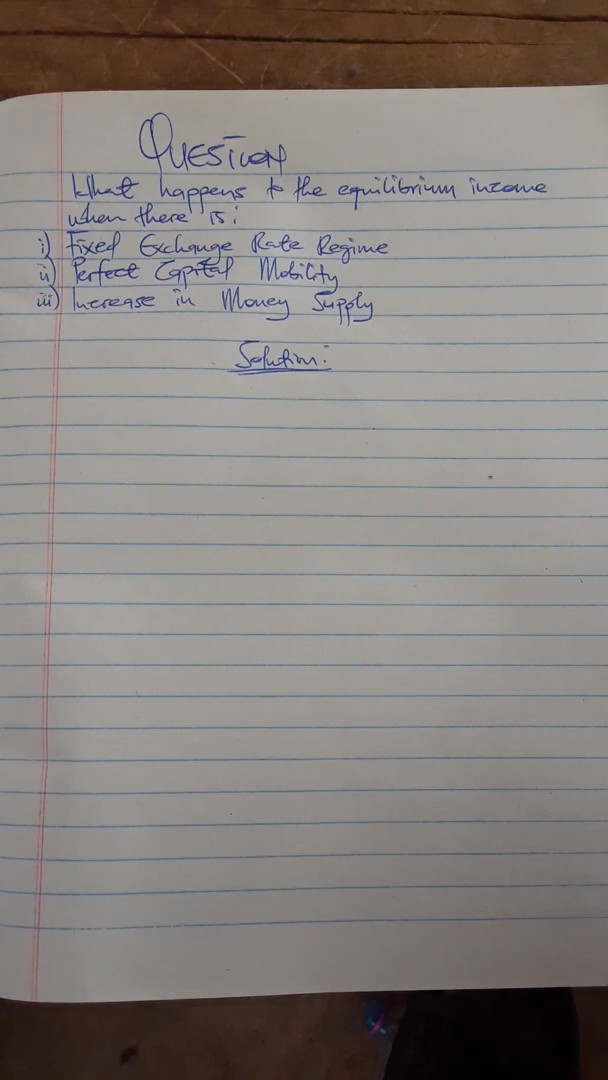 QUESTION
What happens to the equilibrium income
when there is:
i) Fixed Exchange Rate Regime
ii) Perfect Capital Mobility
iii) Increase in Money Supply
Solution: